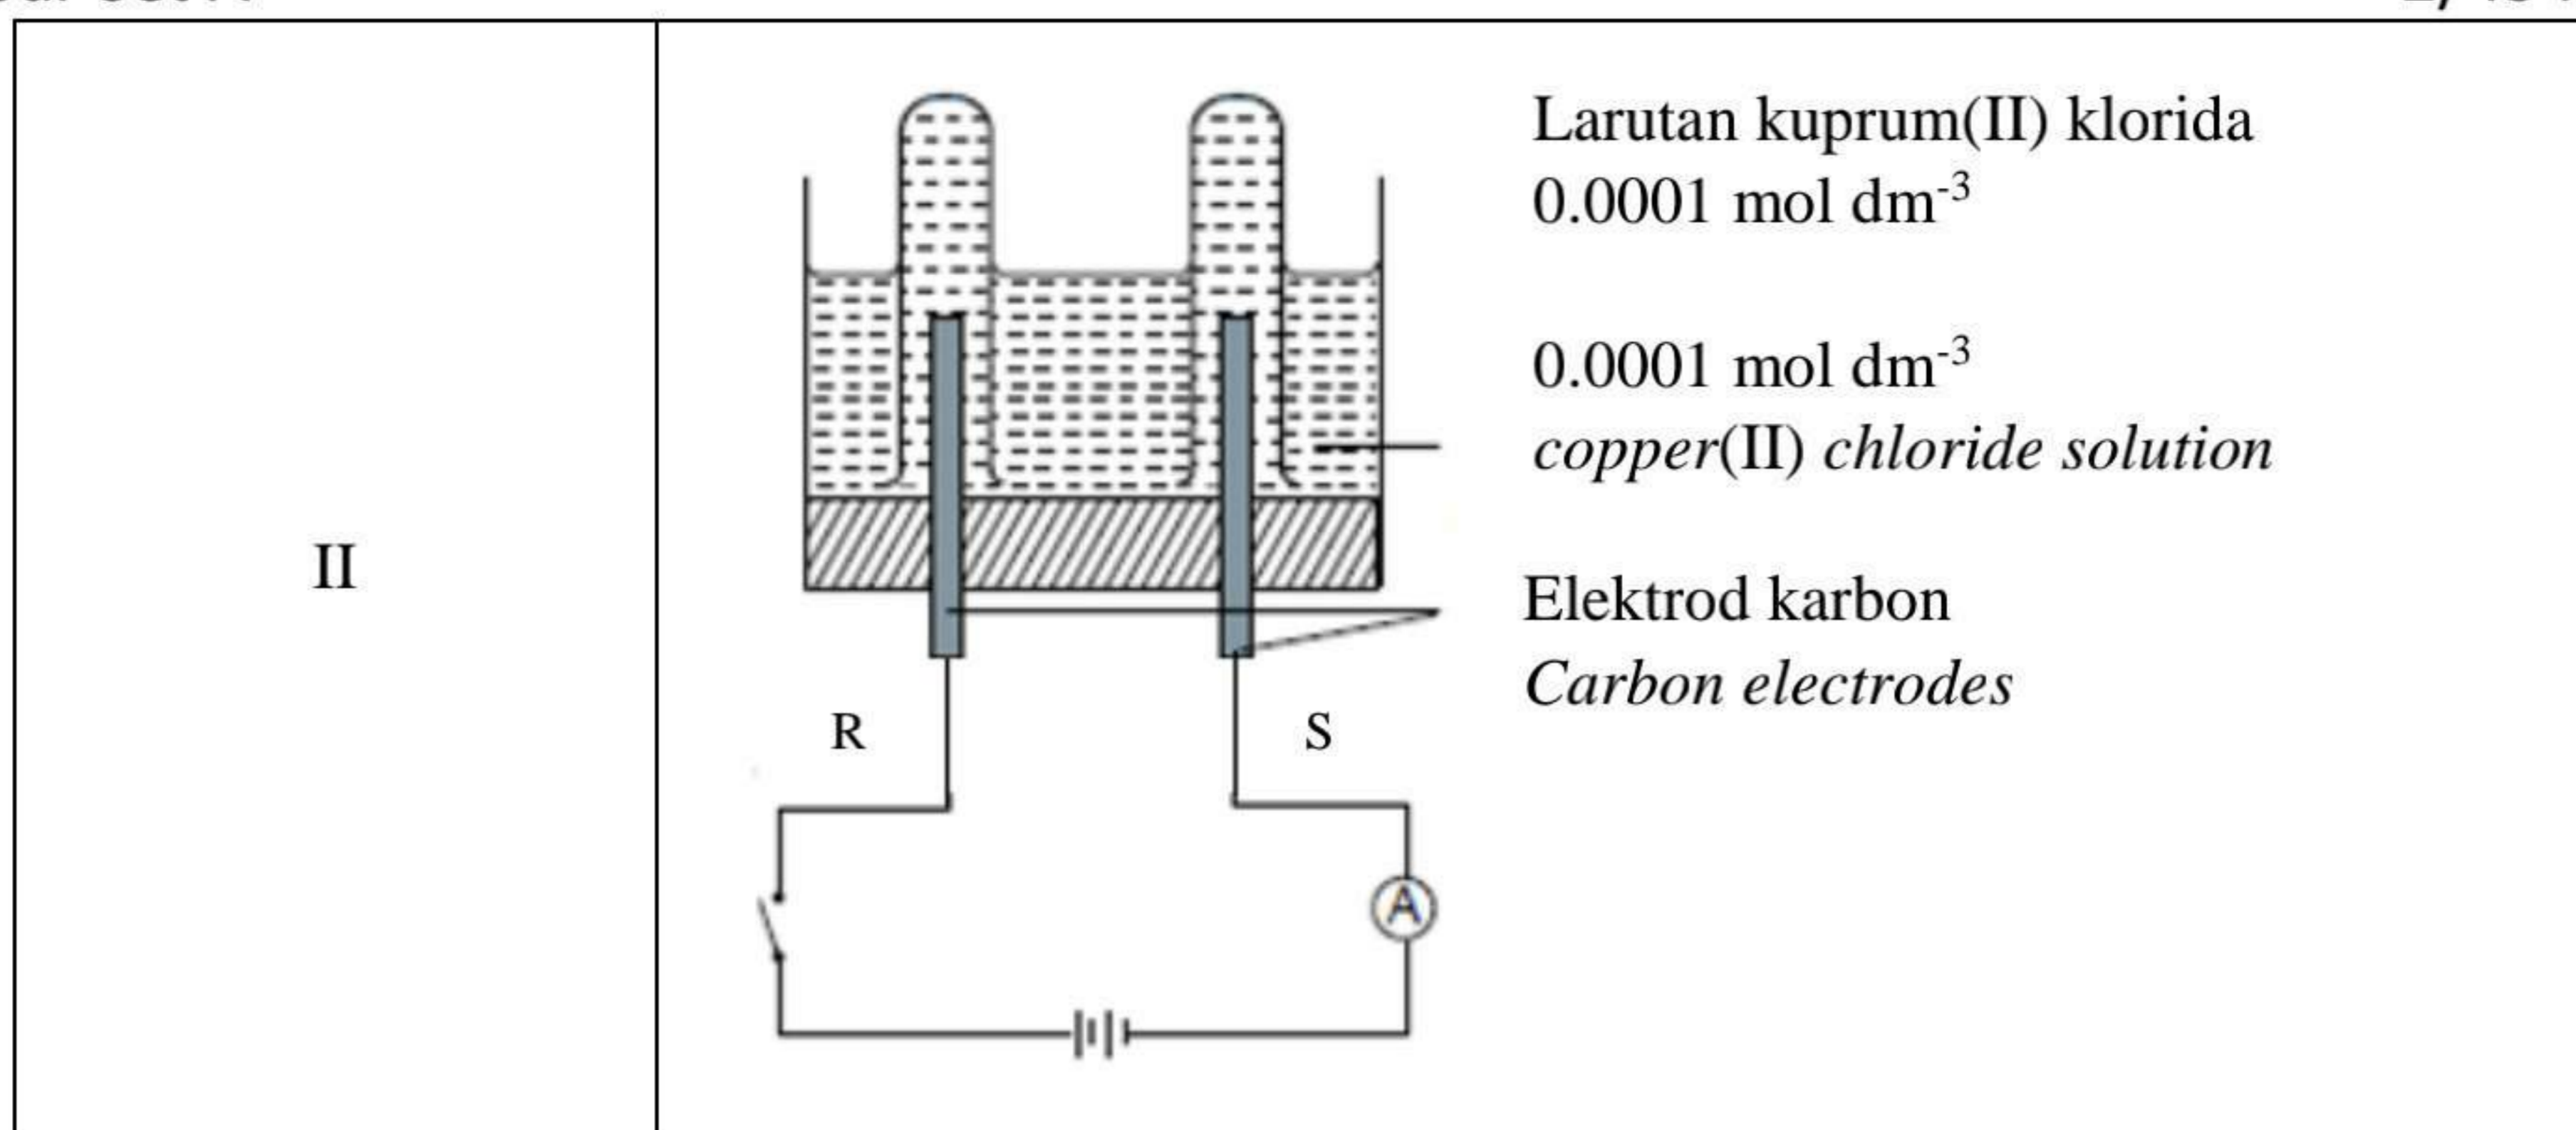 II
Larutan kuprum(II) klorida
0.0001 mol dm⁻³
0.0001 mol dm⁻³
copper(II) chloride solution
Elektrod karbon
Carbon electrodes
R
S
A